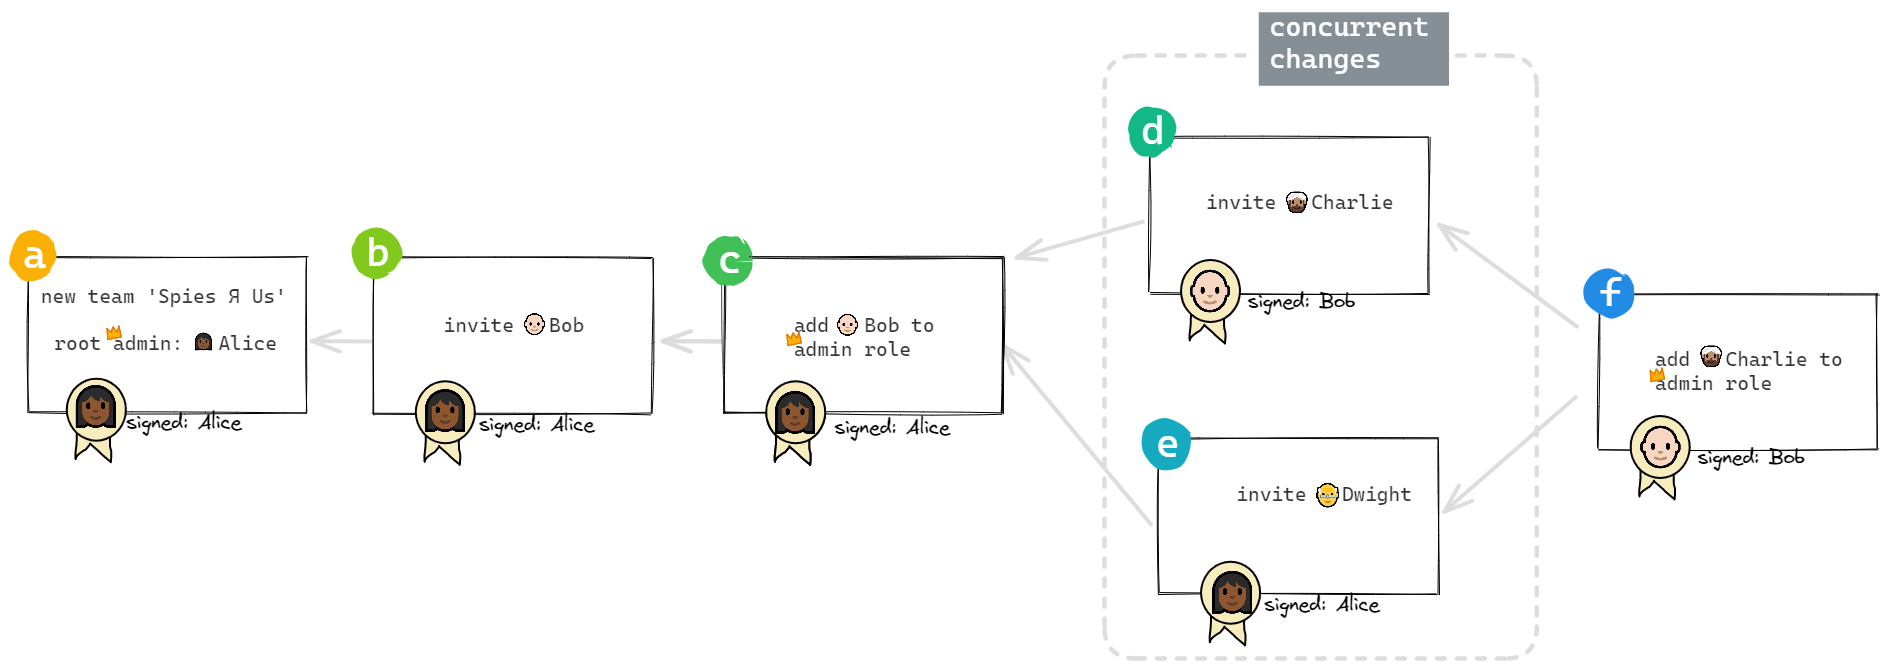 concurrent
changes
a
new team 'Spies Я Us'
root admin: Alice
signed: Alice
b
invite Bob
signed: Alice
c
add Bob to
admin role
signed: Alice
d
invite Charlie
signed: Bob
e
invite Dwight
signed: Alice
f
add Charlie to
admin role
signed: Bob